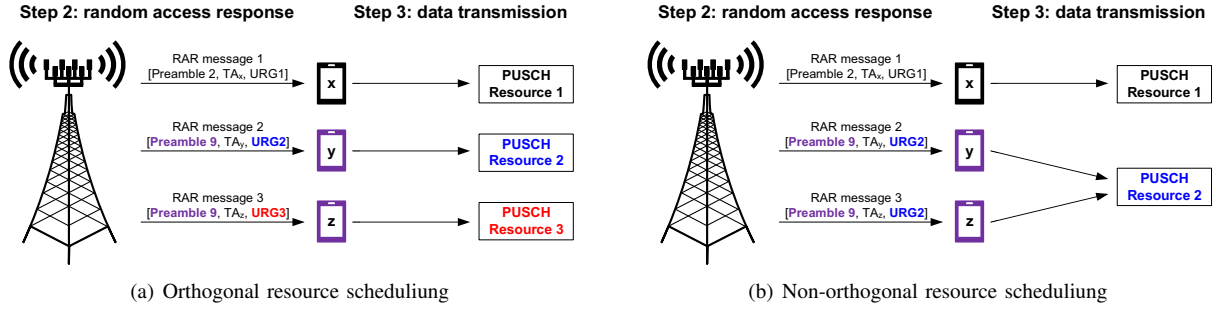 Step 2: random access response
Step 3: data transmission
RAR message 1
[Preamble 2, TAx, URG1]
x
PUSCH
Resource 1
RAR message 2
[Preamble 9, TAy, URG2]
y
PUSCH
Resource 2
RAR message 3
[Preamble 9, TAz, URG3]
z
PUSCH
Resource 3
(a) Orthogonal resource scheduliung
Step 2: random access response
Step 3: data transmission
RAR message 1
[Preamble 2, TAx, URG1]
x
PUSCH
Resource 1
RAR message 2
[Preamble 9, TAy, URG2]
y
PUSCH
Resource 2
RAR message 3
[Preamble 9, TAz, URG2]
z
(b) Non-orthogonal resource scheduliung